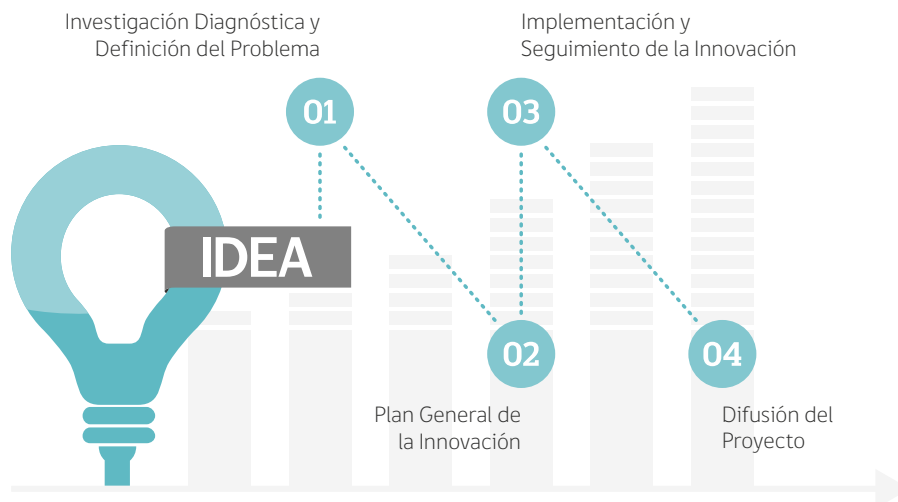 Investigación Diagnóstica y
Definición del Problema
01
IDEA
Plan General de
la Innovación
02
Implementación y
Seguimiento de la Innovación
03
04
Difusión del
Proyecto